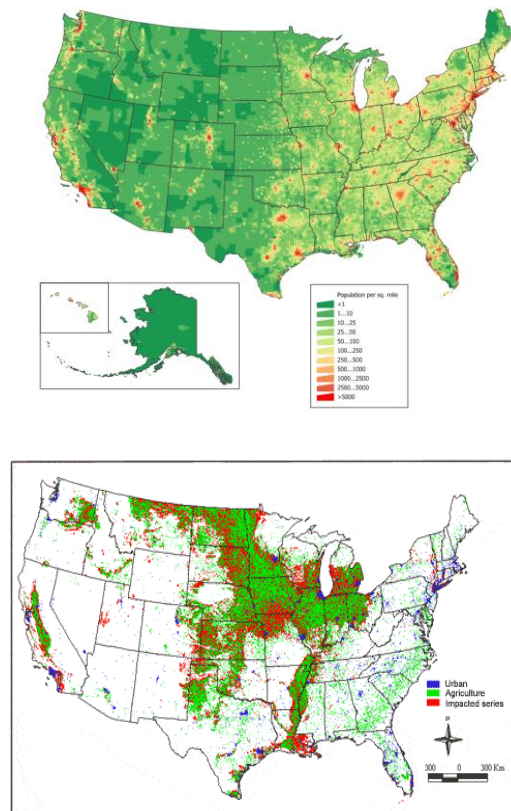 Population per sq. mile
<1
1...10
10...25
25...50
50...100
100...250
250...500
500...1000
1000...2500
2500...5000
>5000
Urban
Agriculture
Impacted series
N
300 0 300 Kms